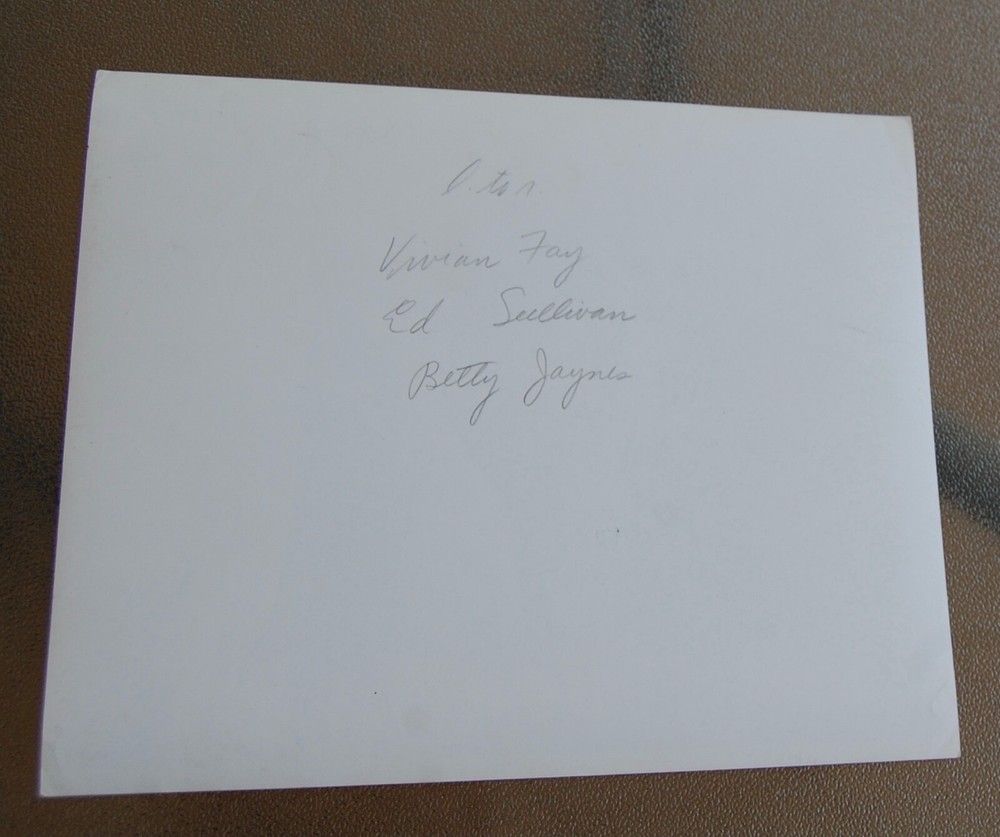 l. to r.
Vivian Fay
Ed Sullivan
Betty Jaynes